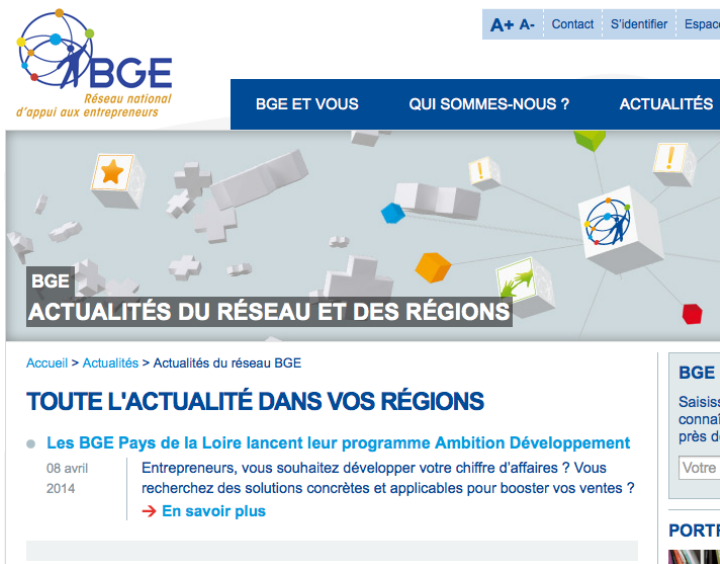 A+ A- Contact S'identifier Espace
BGE
Réseau national
d'appui aux entrepreneurs
BGE ET VOUS QUI SOMMES-NOUS ? ACTUALITÉS
BGE
ACTUALITÉS DU RÉSEAU ET DES RÉGIONS
Accueil > Actualités > Actualités du réseau BGE
TOUTE L'ACTUALITÉ DANS VOS RÉGIONS
Les BGE Pays de la Loire lancent leur programme Ambition Développement
08 avril
2014
Entrepreneurs, vous souhaitez développer votre chiffre d'affaires ? Vous
recherchez des solutions concrètes et applicables pour booster vos ventes ?
→ En savoir plus
BGE
Saisiss
connaî
près d
Votre
PORT